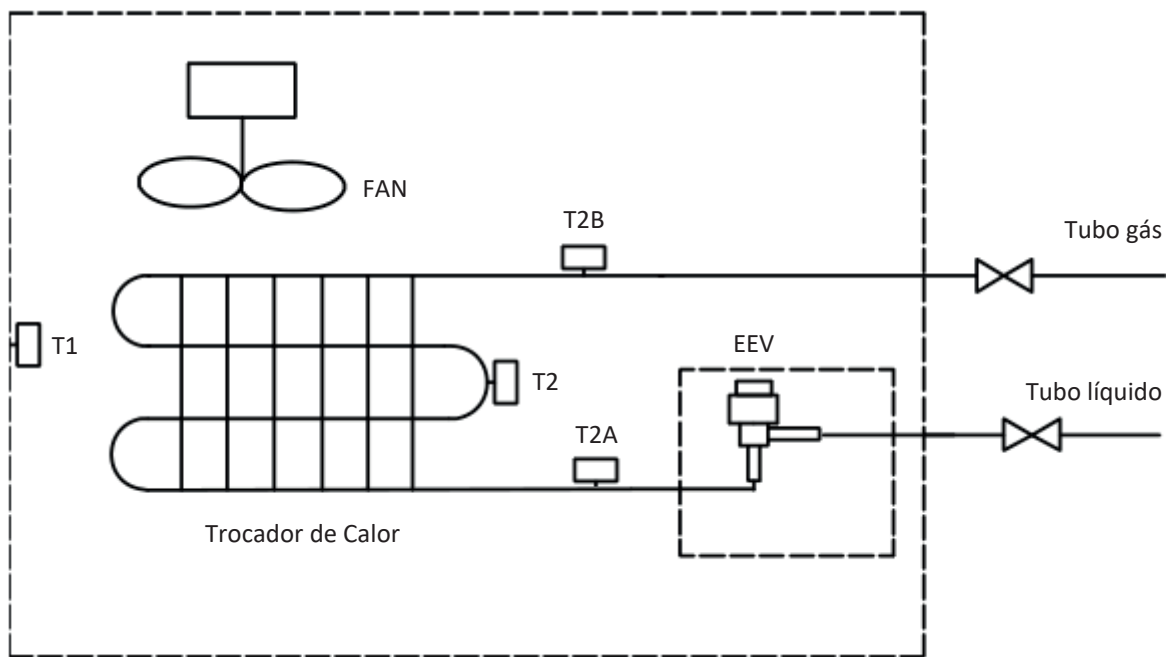 FAN
T2B
Tubo gás
T1
EEV
T2
Tubo líquido
T2A
Trocador de Calor